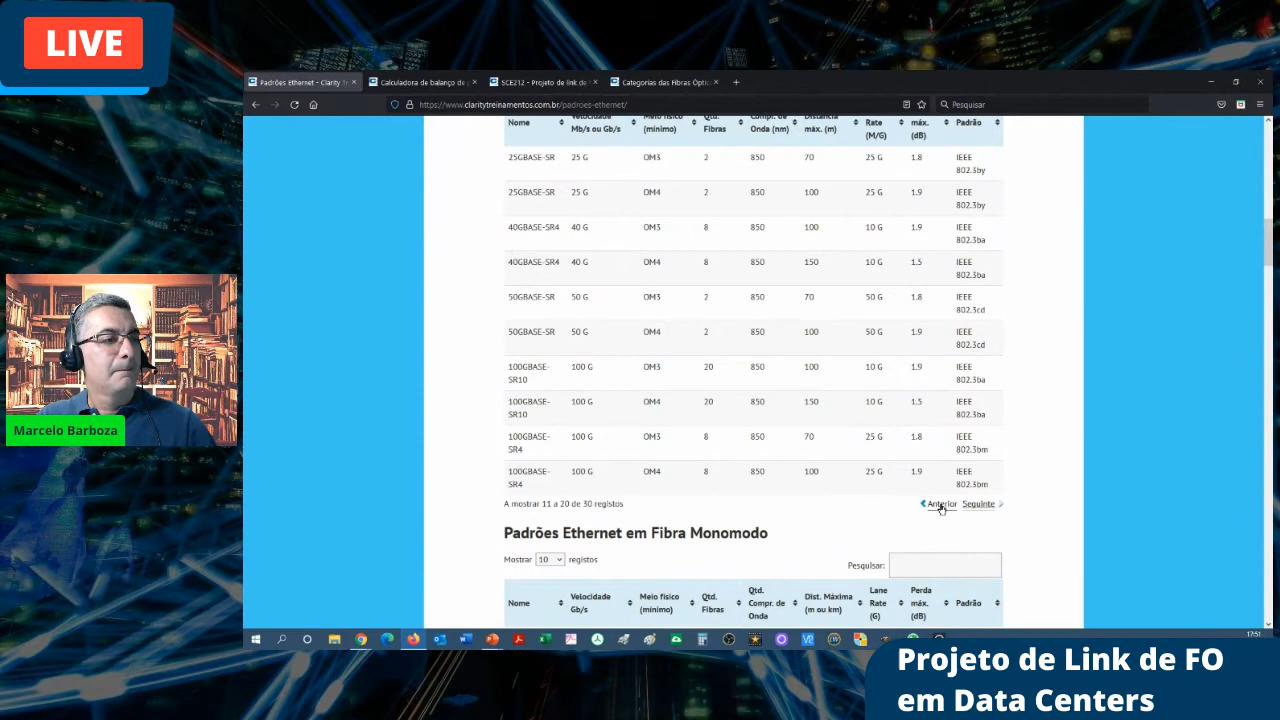 LIVE
Padrões Ethernet - Clarity Tr
Calculadora de balanço de p
SCE212 - Projeto de link de
Categorias das Fibras Óptic
https://www.claritytreinamentos.com.br/padroes-ethernet/
Pesquisar
Nome Velocidade Meio físico Qtd. Compr. de Distância Rate máx. Padrão
Mb/s ou Gb/s (mínimo) Fibras Onda (nm) máx. (m) (M/G) (dB)
25GBASE-SR 25 G OM3 2 850 70 25 G 1.8 IEEE
802.3by
25GBASE-SR 25 G OM4 2 850 100 25 G 1.9 IEEE
802.3by
40GBASE-SR4 40 G OM3 8 850 100 10 G 1.9 IEEE
802.3ba
40GBASE-SR4 40 G OM4 8 850 150 10 G 1.5 IEEE
802.3ba
50GBASE-SR 50 G OM3 2 850 70 50 G 1.8 IEEE
802.3cd
50GBASE-SR 50 G OM4 2 850 100 50 G 1.9 IEEE
802.3cd
100GBASE- 100 G OM3 20 850 100 10 G 1.9 IEEE
SR10 802.3ba
100GBASE- 100 G OM4 20 850 150 10 G 1.5 IEEE
SR10 802.3ba
100GBASE- 100 G OM3 8 850 70 25 G 1.8 IEEE
SR4 802.3bm
100GBASE- 100 G OM4 8 850 100 25 G 1.9 IEEE
SR4 802.3bm
A mostrar 11 a 20 de 30 registos
Anterior Seguinte
Padrões Ethernet em Fibra Monomodo
Mostrar 10 registos
Pesquisar:
Nome Velocidade Meio físico Qtd. Qtd. Dist. Máxima Lane Perda Padrão
Gb/s (mínimo) Fibras Compr. de (m ou km) Rate máx.
Onda (G) (dB)
17:51
Marcelo Barboza
Projeto de Link de FO
em Data Centers